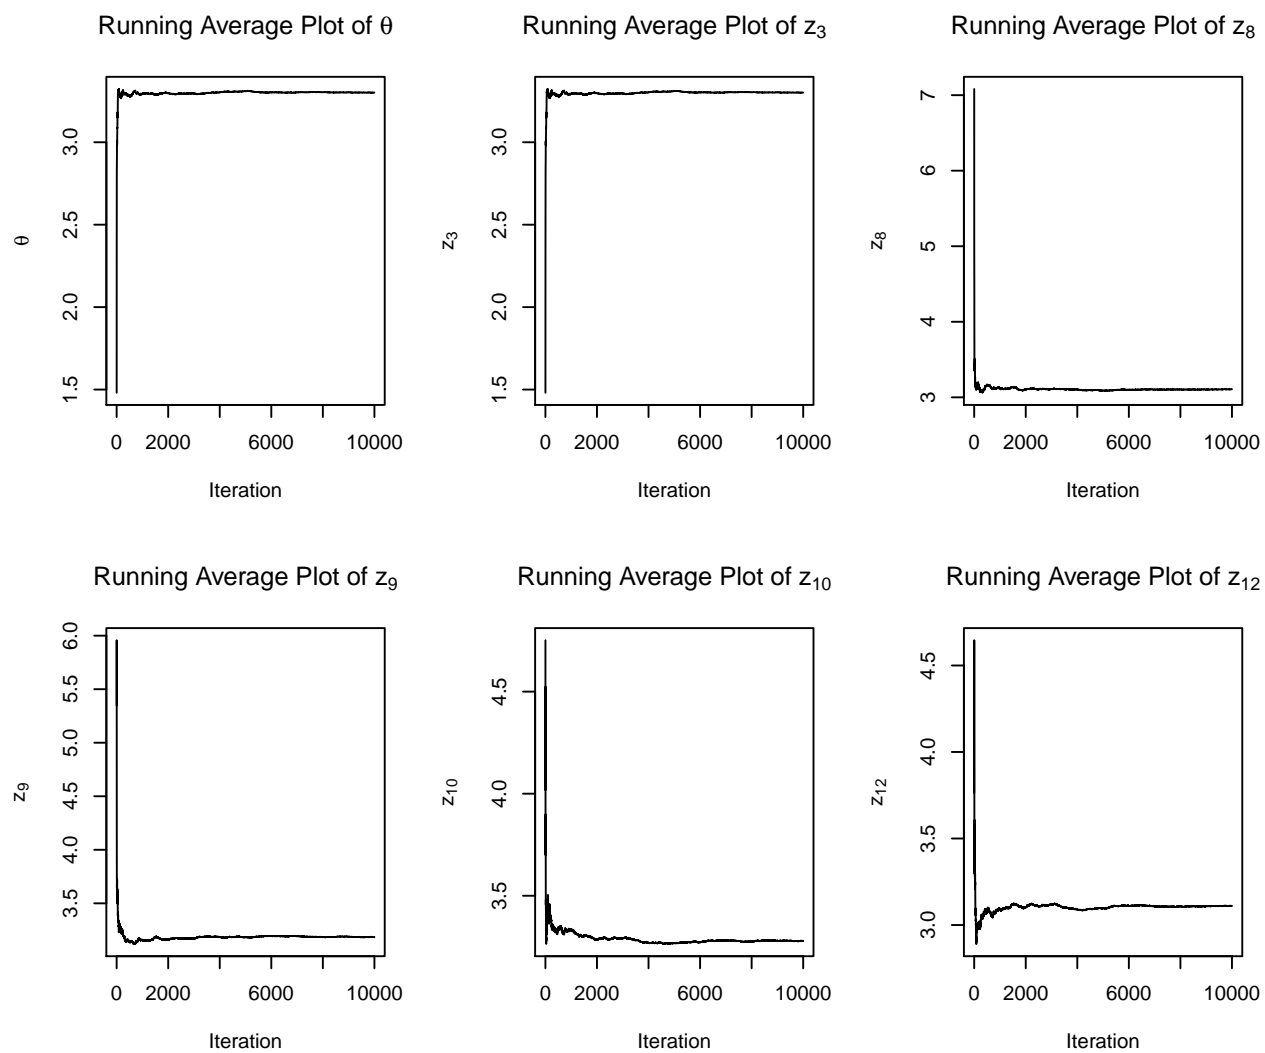 Running Average Plot of θ
θ
3.0
2.5
2.0
1.5
0 2000 6000 10000
Iteration
Running Average Plot of z₃
z₃
3.0
2.5
2.0
1.5
0 2000 6000 10000
Iteration
Running Average Plot of z₈
z₈
7
6
5
4
3
0 2000 6000 10000
Iteration
Running Average Plot of z₉
z₉
6.0
5.5
5.0
4.5
4.0
3.5
0 2000 6000 10000
Iteration
Running Average Plot of z₁₀
z₁₀
4.5
4.0
3.5
0 2000 6000 10000
Iteration
Running Average Plot of z₁₂
z₁₂
4.5
4.0
3.5
3.0
0 2000 6000 10000
Iteration